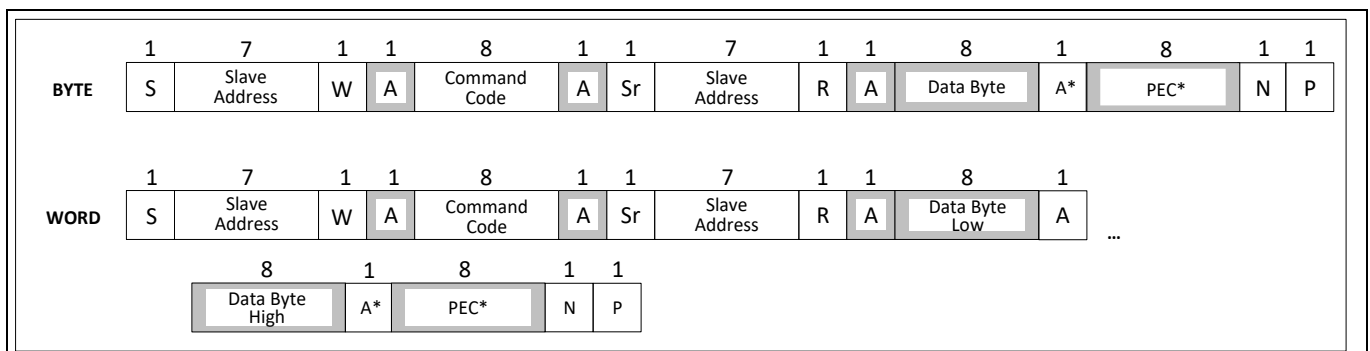 1 7 1 1 8 1 1 7 1 1 8 1 8 1 1
BYTE S Slave Address W A Command Code A Sr Slave Address R A Data Byte A* PEC* N P
1 7 1 1 8 1 1 7 1 1 8 1
WORD S Slave Address W A Command Code A Sr Slave Address R A Data Byte Low A ...
8 1 8 1 1
Data Byte High A* PEC* N P